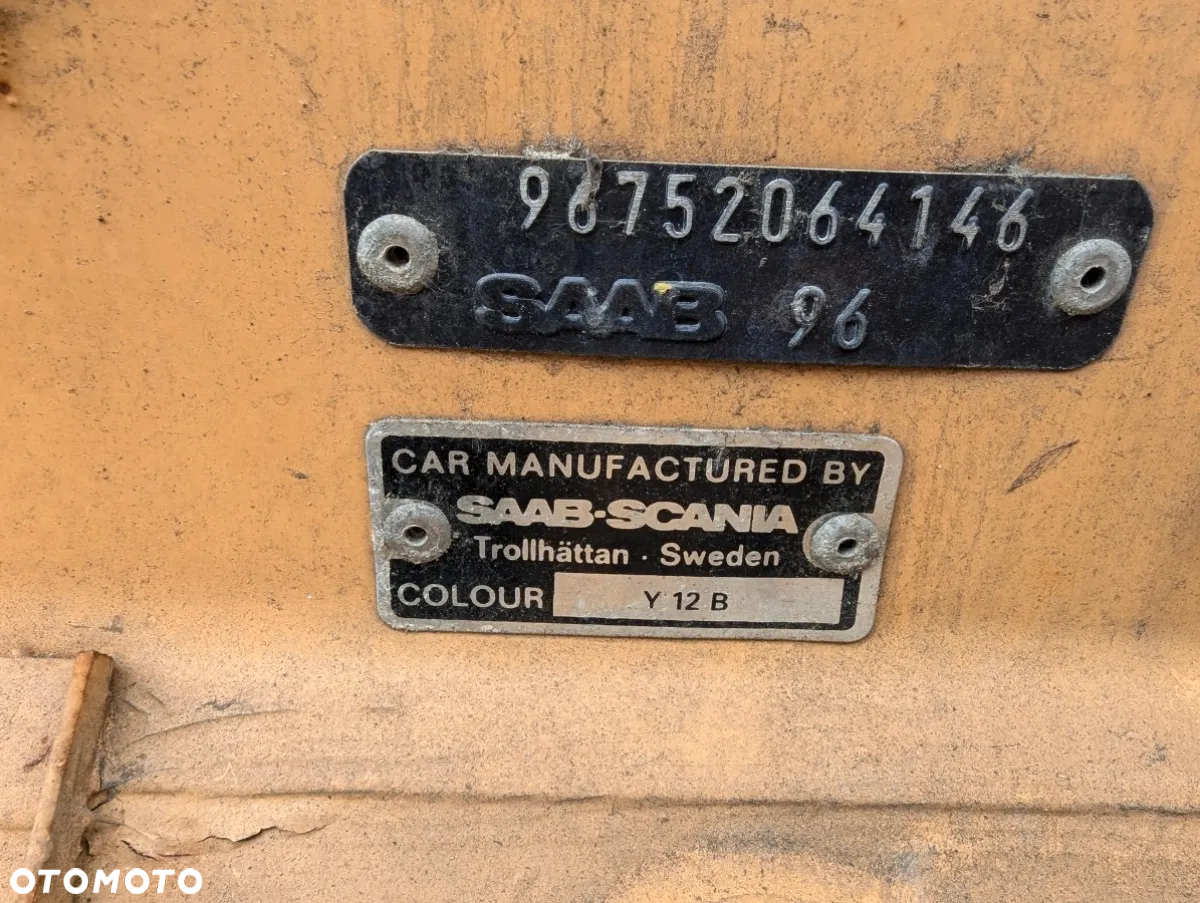 96752064146
SAAB 96
CAR MANUFACTURED BY
SAAB-SCANIA
Trollhättan · Sweden
COLOUR Y 12 B
OTOMOTO